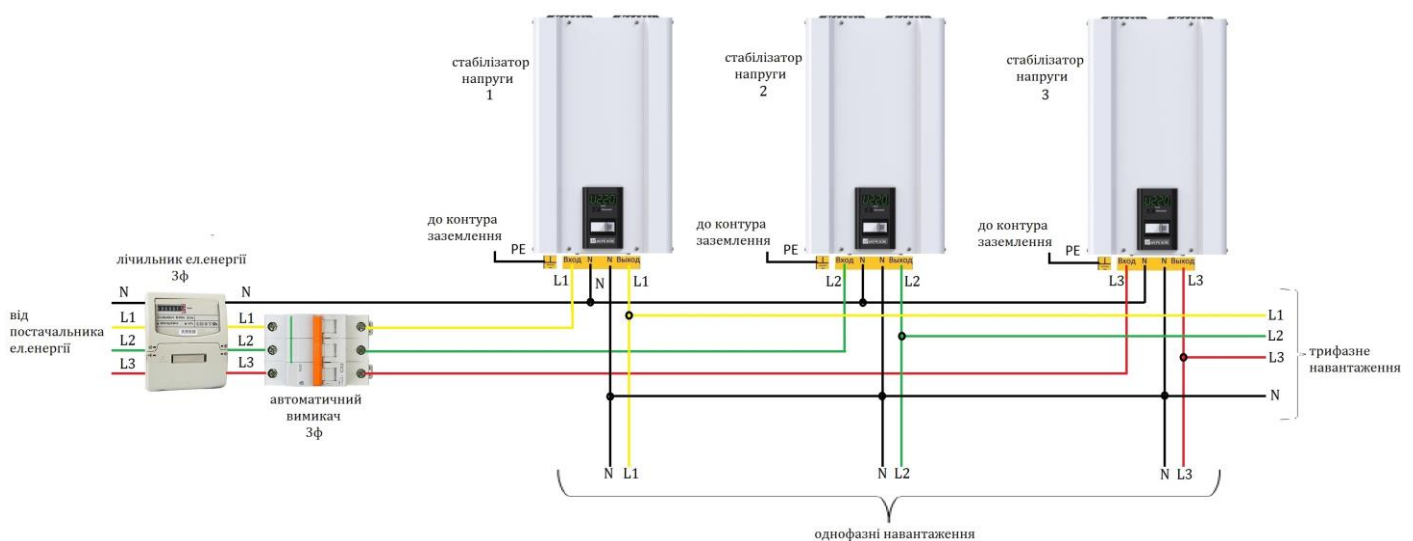 стабілізатор
напруги
1
стабілізатор
напруги
2
стабілізатор
напруги
3
до контура
заземлення
PE
до контура
заземлення
PE
до контура
заземлення
PE
U220
U220
U220
Вход N N Выход
Вход N N Выход
Вход N N Выход
L1 N L1
L2 L2
L3 L3
лічильник ел.енергії
3ф
N
N
від
постачальника
ел.енергії
L1
L2
L3
L1
L2
L3
автоматичний
вимикач
3ф
L1
L2
L3
N
трифазне
навантаження
N L1
N L2
N L3
однофазні навантаження